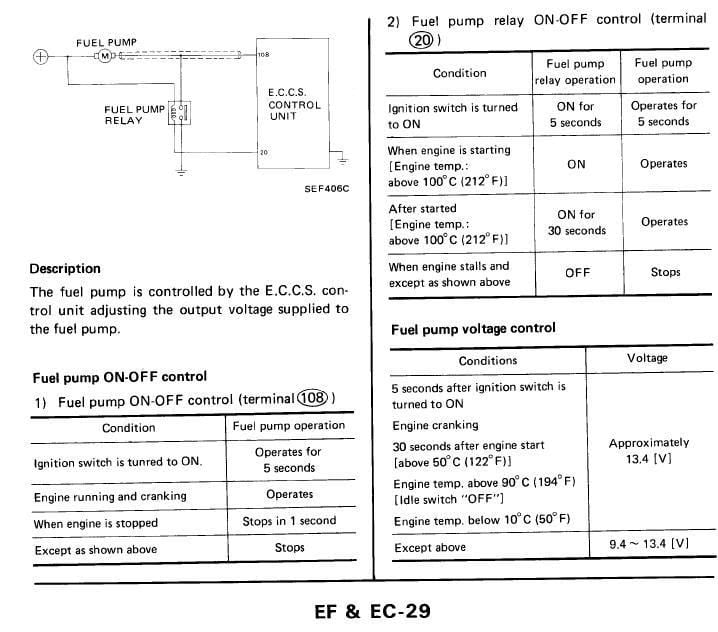 FUEL PUMP
M
108
E.C.C.S.
CONTROL
UNIT
FUEL PUMP
RELAY
20
SEF406C
Description
The fuel pump is controlled by the E.C.C.S. con-
trol unit adjusting the output voltage supplied to
the fuel pump.
Fuel pump ON-OFF control
1) Fuel pump ON-OFF control (terminal 108 )
Condition Fuel pump operation
Ignition switch is tunred to ON. Operates for
5 seconds
Engine running and cranking Operates
When engine is stopped Stops in 1 second
Except as shown above Stops
2) Fuel pump relay ON-OFF control (terminal
20 )
Condition Fuel pump
relay operation Fuel pump
operation
Ignition switch is turned
to ON ON for
5 seconds Operates for
5 seconds
When engine is starting
[Engine temp.:
above 100°C (212°F)] ON Operates
After started
[Engine temp.:
above 100°C (212°F)] ON for
30 seconds Operates
When engine stalls and
except as shown above OFF Stops
Fuel pump voltage control
Conditions Voltage
5 seconds after ignition switch is
turned to ON
Engine cranking
30 seconds after engine start
[above 50°C (122°F)]
Engine temp. above 90°C (194°F)
[Idle switch "OFF"]
Engine temp. below 10°C (50°F)
Approximately
13.4 [V]
Except above 9.4 ~ 13.4 [V]
EF & EC-29